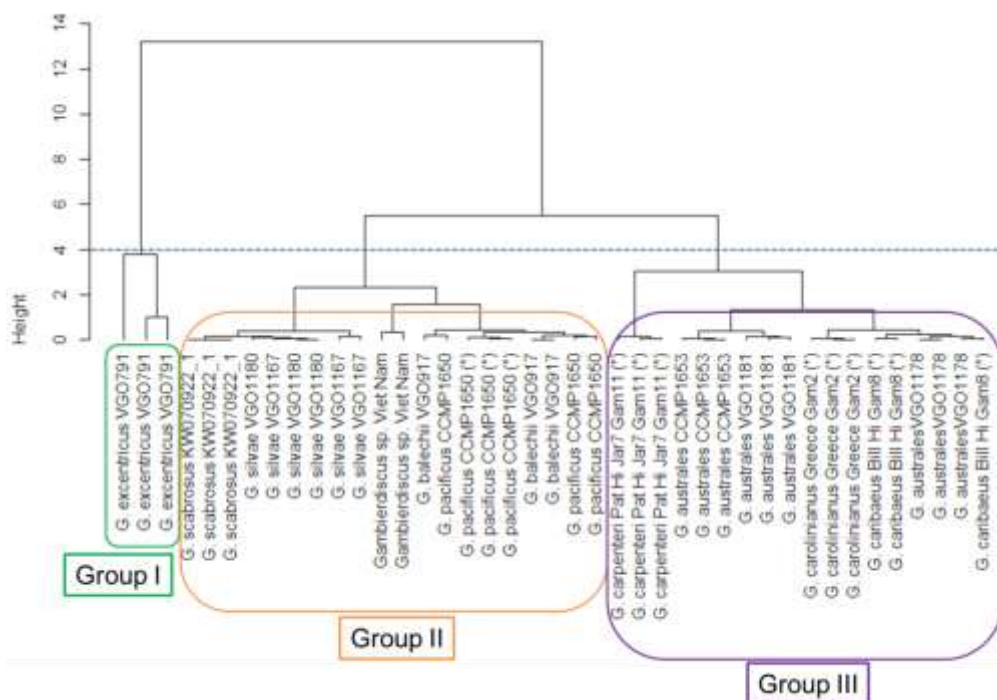 14
12
10
8
6
4
2
0
Height
G. excentricus VGO791
G. excentricus VGO791
G. excentricus VGO791
G. scabrosus KW070922_1
G. scabrosus KW070922_1
G. scabrosus KW070922_1
G. silvae VGO1180
G. silvae VGO1167
G. silvae VGO1180
G. silvae VGO1180
G. silvae VGO1167
G. silvae VGO1167
Gambierdiscus sp. Viet Nam
Gambierdiscus sp. Viet Nam
G. balechii VGO917
G. pacificus CCMP1650
G. pacificus CCMP1650 (*)
G. pacificus CCMP1650 (*)
G. pacificus CCMP1650 (*)
G. balechii VGO917
G. balechii VGO917
G. pacificus CCMP1650
G. pacificus CCMP1650
G. carpenteri Pat Hi Jar7 Gam11 (*)
G. carpenteri Pat Hi Jar7 Gam11 (*)
G. carpenteri Pat Hi Jar7 Gam11 (*)
G. australes CCMP1653
G. australes CCMP1653
G. australes CCMP1653
G. australes VGO1181
G. australes VGO1181
G. australes VGO1181
G. carolinianus Greece Gam2 (*)
G. carolinianus Greece Gam2 (*)
G. carolinianus Greece Gam2 (*)
G. caribaeus Bill Hi Gam8 (*)
G. caribaeus Bill Hi Gam8 (*)
G. australesVGO1178
G. australesVGO1178
G. australesVGO1178
G. caribaeus Bill Hi Gam8 (*)
Group I
Group II
Group III